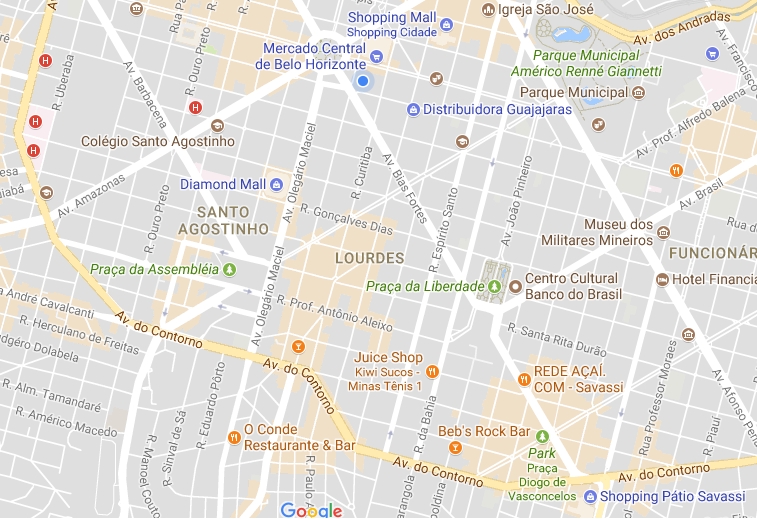 Igreja São José
Shopping Mall
Shopping Cidade
Av. dos Andradas
Mercado Central
de Belo Horizonte
Parque Municipal
Américo Renné Giannetti
Parque Municipal
R. Ouro Preto
R. Uberaba
Av. Barbacena
Av. Francisco
Distribuidora Guajajaras
Av. Prof. Alfredo Balena
Colégio Santo Agostinho
Av. Olegário Maciel
R. Curitiba
Av. Bias Fortes
Av. João Pinheiro
Av. Amazonas
Diamond Mall
Av. Brasil
R. Ouro Preto
SANTO
AGOSTINHO
R. Gonçalves Dias
R. Espírito Santo
Museu dos
Militares Mineiros
Rua d
LOURDES
FUNCIONÁR
Praça da Assembléia
Av. Olegário Maciel
Praça da Liberdade
Centro Cultural
Banco do Brasil
Hotel Financia
André Cavalcanti
Av. do Contorno
R. Prof. Antônio Aleixo
R. Herculano de Freitas
R. Santa Rita Durão
Juice Shop
Kiwi Sucos -
Minas Tênis 1
REDE AÇAÍ.
COM - Savassi
Av. do Contorno
R. Eduardo Pôrto
R. Alm. Tamandaré
R. Américo Macedo
Rua Professor Moraes
Av. Afonso Pena
O Conde
Restaurante & Bar
Beb's Rock Bar
R. da Bahia
R. Piauí
R. Sinval de Sá
R. Manoel Couto
Park
Praça
Diogo de
Vasconcelos
Av. do Contorno
Av. do Contorno
Shopping Pátio Savassi
Google